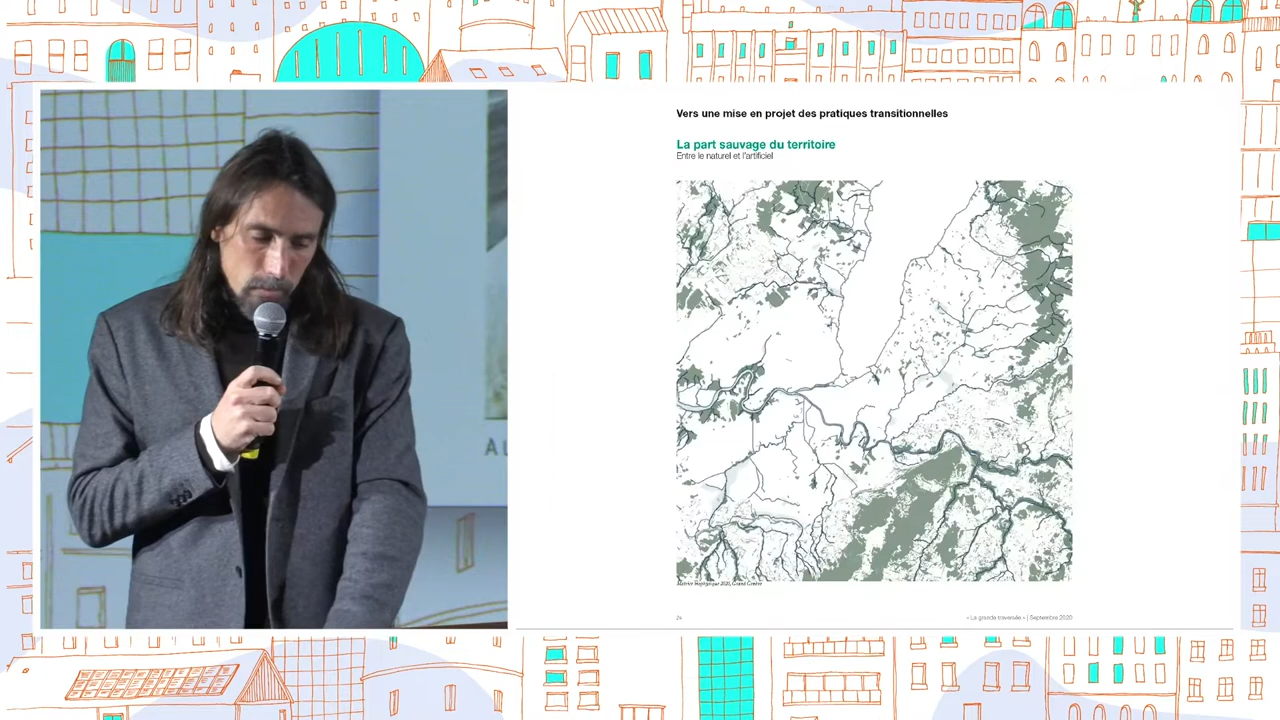 Vers une mise en projet des pratiques transitionnelles
La part sauvage du territoire
Entre le naturel et l'artificiel
24
« La grande traversée » | Septembre 2020